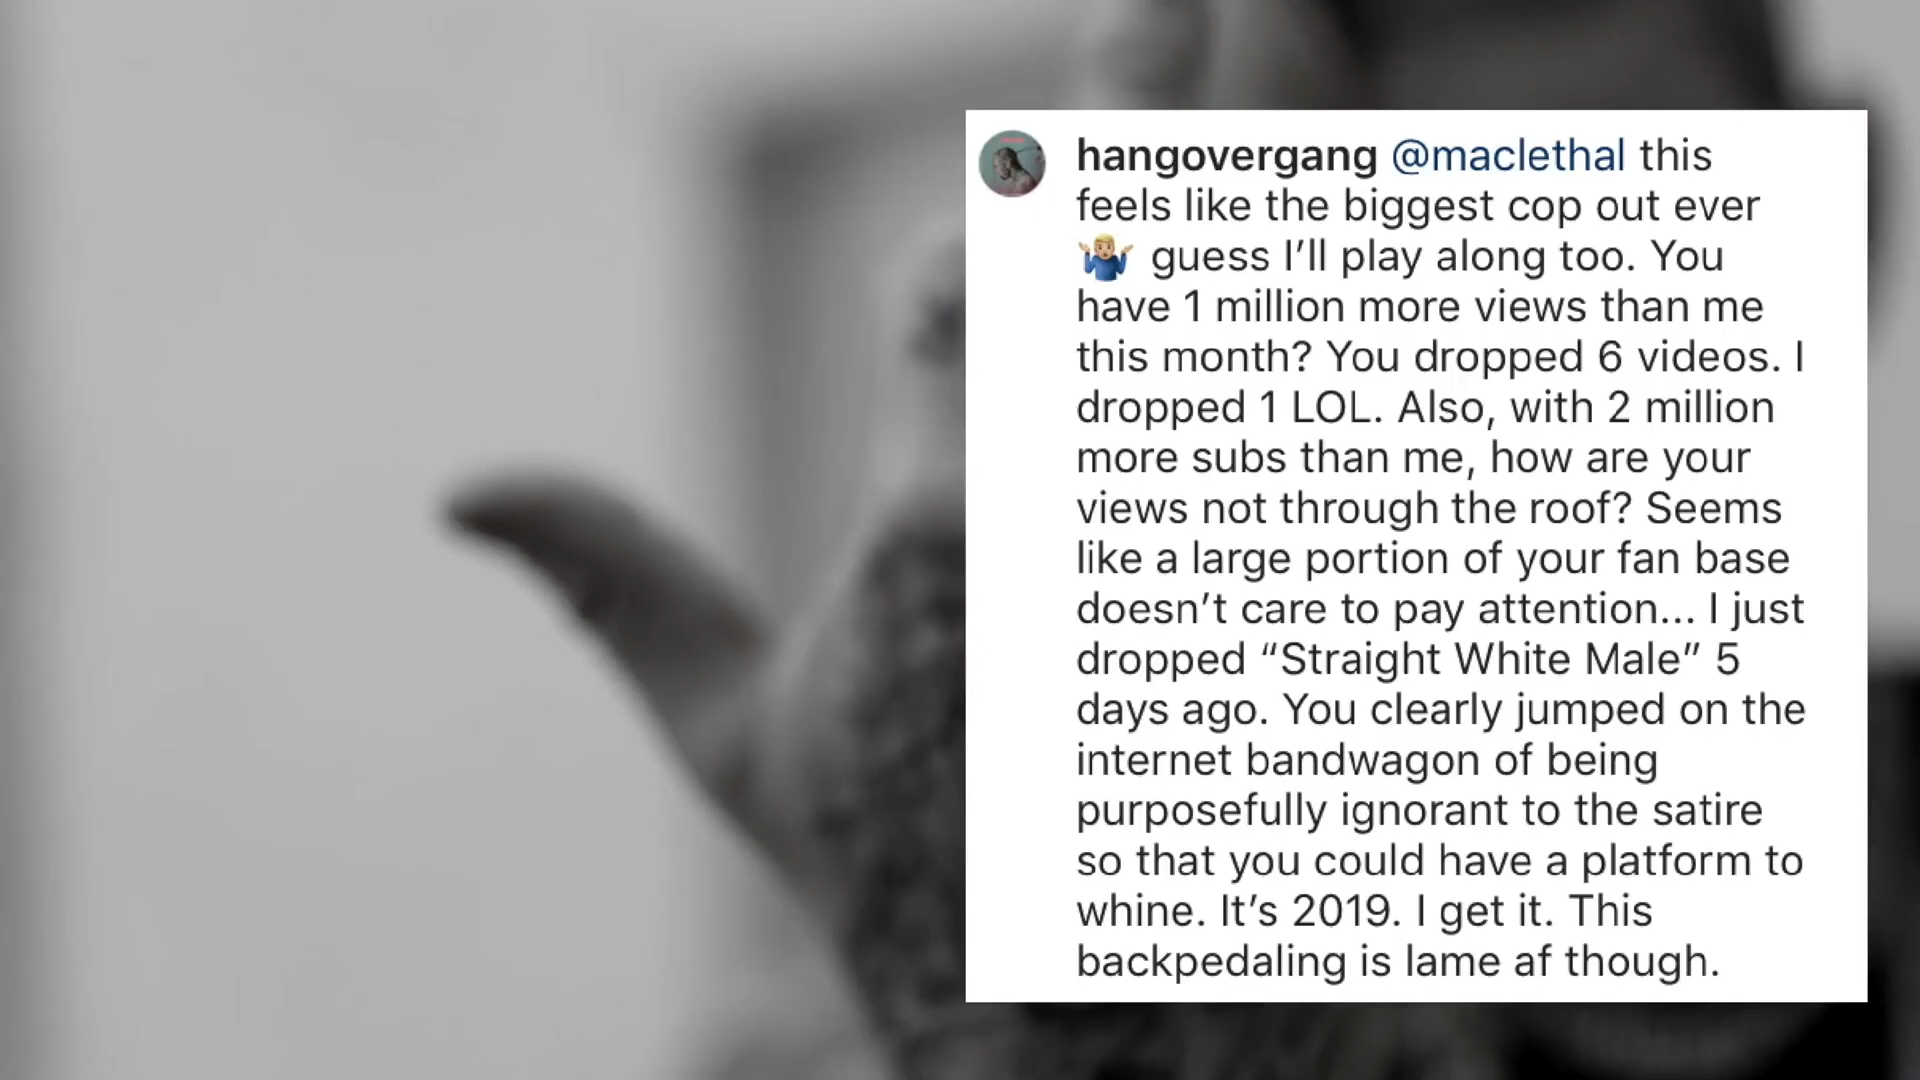 hangovergang @maclethal this
feels like the biggest cop out ever
🤷🏼‍♂️ guess I’ll play along too. You
have 1 million more views than me
this month? You dropped 6 videos. I
dropped 1 LOL. Also, with 2 million
more subs than me, how are your
views not through the roof? Seems
like a large portion of your fan base
doesn’t care to pay attention... I just
dropped “Straight White Male” 5
days ago. You clearly jumped on the
internet bandwagon of being
purposefully ignorant to the satire
so that you could have a platform to
whine. It’s 2019. I get it. This
backpedaling is lame af though.